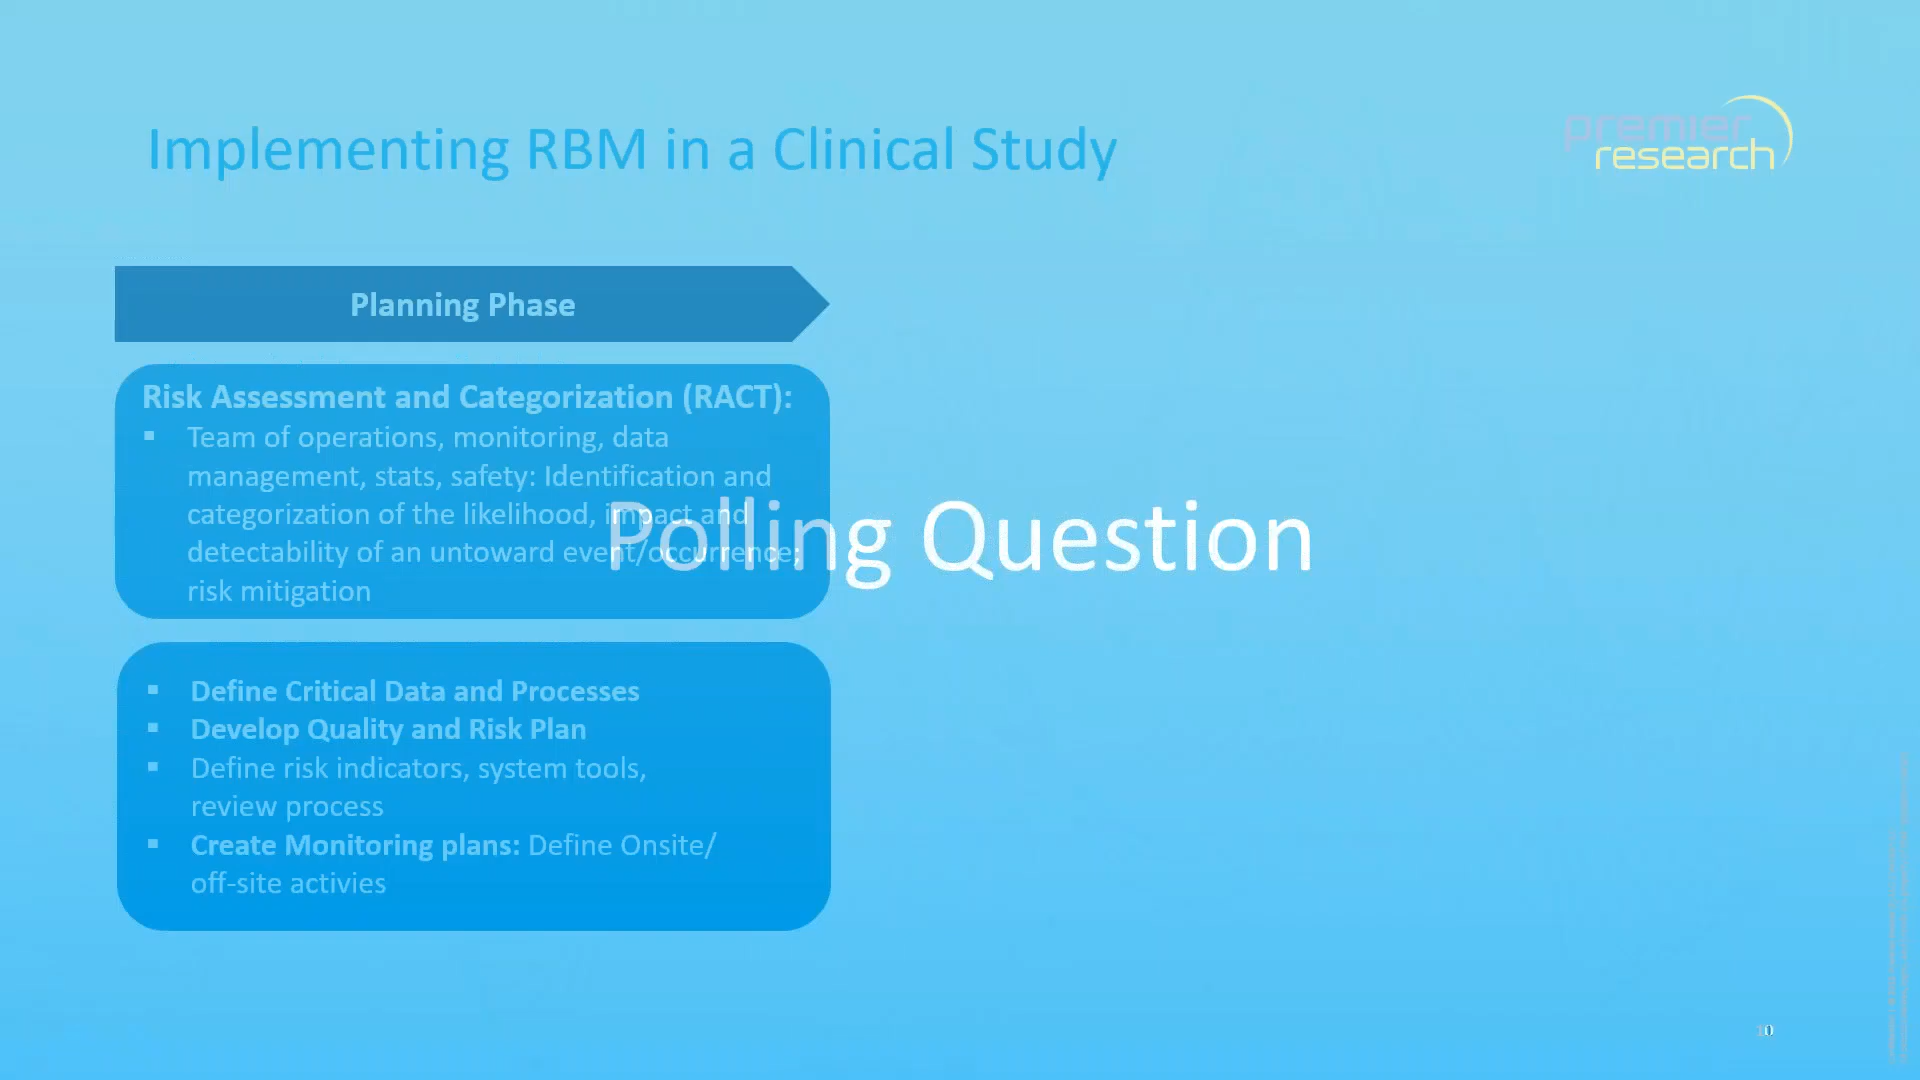 Implementing RBM in a Clinical Study
premier
research
Planning Phase
Risk Assessment and Categorization (RACT):
▪ Team of operations, monitoring, data
management, stats, safety: Identification and
categorization of the likelihood, impact and
detectability of an untoward event/occurrence;
risk mitigation
Polling Question
▪ Define Critical Data and Processes
▪ Develop Quality and Risk Plan
▪ Define risk indicators, system tools,
review process
▪ Create Monitoring plans: Define Onsite/
off-site activies